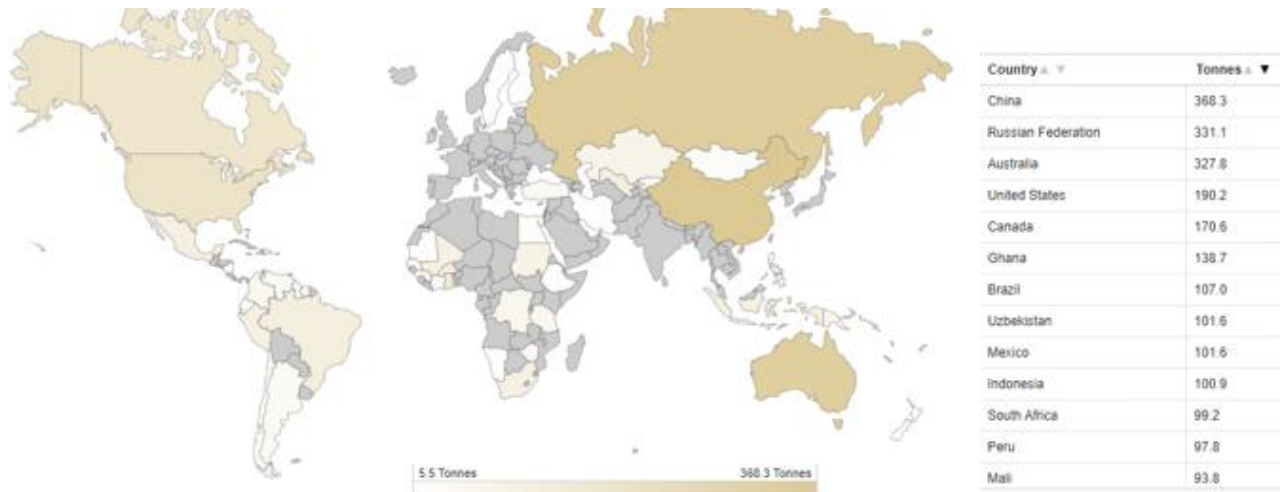 Country Tonnes
China 368.3
Russian Federation 331.1
Australia 327.8
United States 190.2
Canada 170.6
Ghana 138.7
Brazil 107.0
Uzbekistan 101.6
Mexico 101.6
Indonesia 100.9
South Africa 99.2
Peru 97.8
Mali 93.8
5.5 Tonnes 368.3 Tonnes